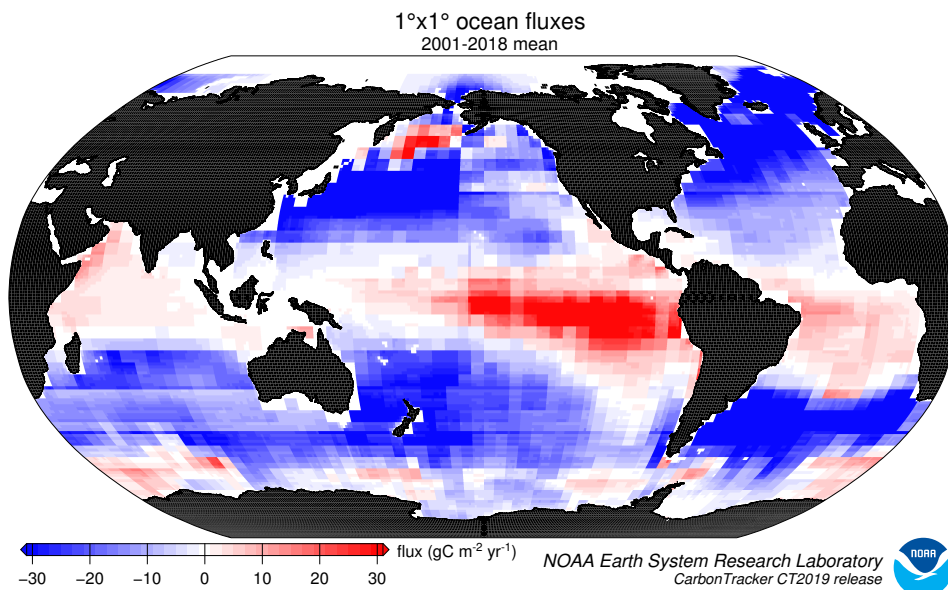 1°x1° ocean fluxes
2001-2018 mean
−30 −20 −10 0 10 20 30
flux (gC m⁻² yr⁻¹)
NOAA Earth System Research Laboratory
CarbonTracker CT2019 release
NOAA